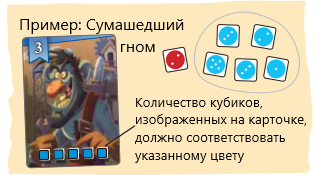 Пример: Сумашедший
гном
3
Количество кубиков,
изображенных на карточке,
должно соответствовать
указанному цвету